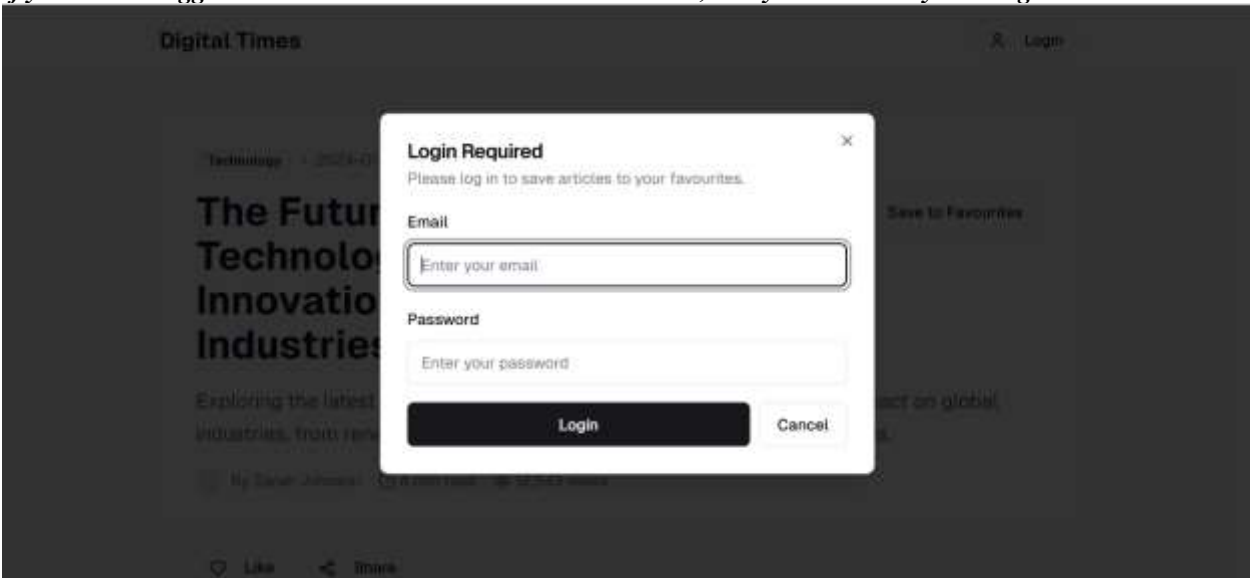 Digital Times
Login
Technology
Login Required
Please log in to save articles to your favourites.
The Futur
Save to Favourites
Email
Technolo
Enter your email
Innovatio
Password
Industries
Enter your password
Exploring the latest
act on global
industries, from ren
Login
Cancel
Like
Share